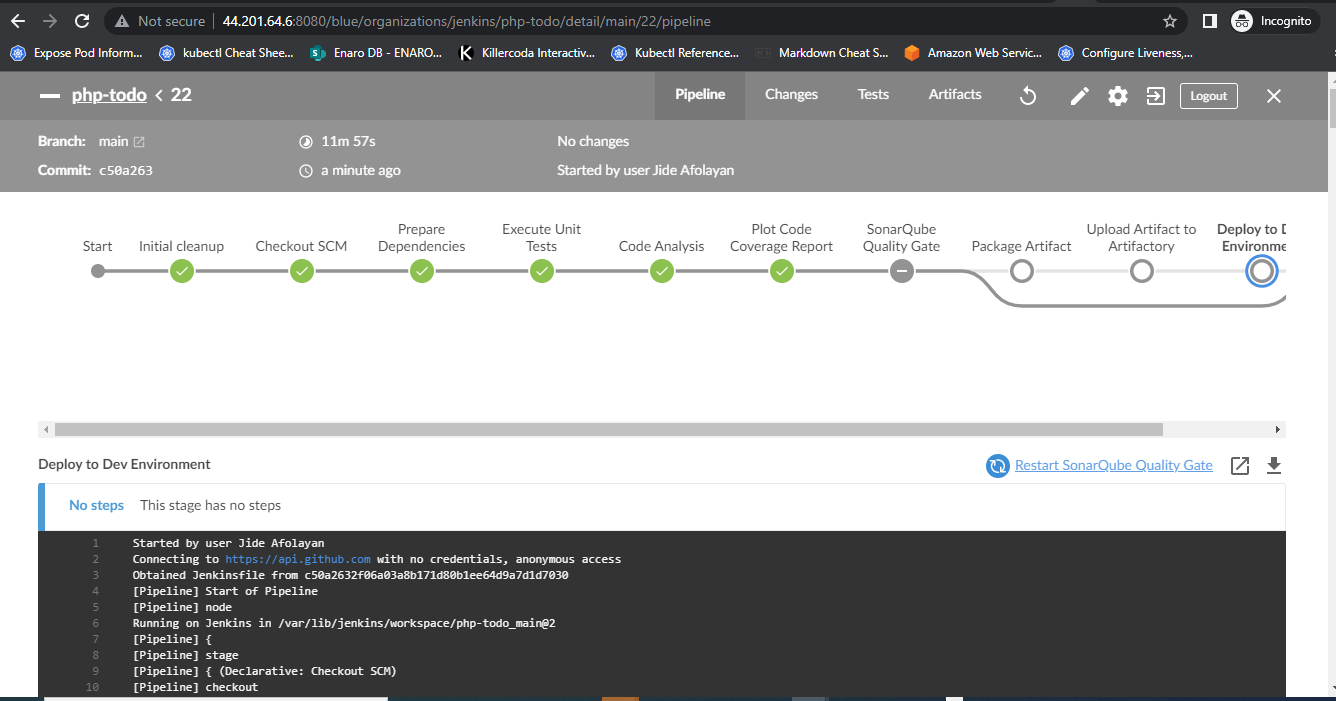 Not secure 44.201.64.6:8080/blue/organizations/jenkins/php-todo/detail/main/22/pipeline Incognito
Expose Pod Inform... kubectl Cheat Shee... Enaro DB - ENARO... Killercoda Interactiv... Kubectl Reference... Markdown Cheat S... Amazon Web Servic... Configure Liveness,...
php-todo < 22 Pipeline Changes Tests Artifacts Logout
Branch: main 11m 57s No changes
Commit: c50a263 a minute ago Started by user Jide Afolayan
Start
Initial cleanup
Checkout SCM
Prepare
Dependencies
Execute Unit
Tests
Code Analysis
Plot Code
Coverage Report
SonarQube
Quality Gate
Package Artifact
Upload Artifact to
Artifactory
Deploy to D
Environme
Deploy to Dev Environment Restart SonarQube Quality Gate
No steps This stage has no steps
1 Started by user Jide Afolayan
2 Connecting to https://api.github.com with no credentials, anonymous access
3 Obtained Jenkinsfile from c50a2632f06a03a8b171d80b1ee64d9a7d1d7030
4 [Pipeline] Start of Pipeline
5 [Pipeline] node
6 Running on Jenkins in /var/lib/jenkins/workspace/php-todo_main@2
7 [Pipeline] {
8 [Pipeline] stage
9 [Pipeline] { (Declarative: Checkout SCM)
10 [Pipeline] checkout